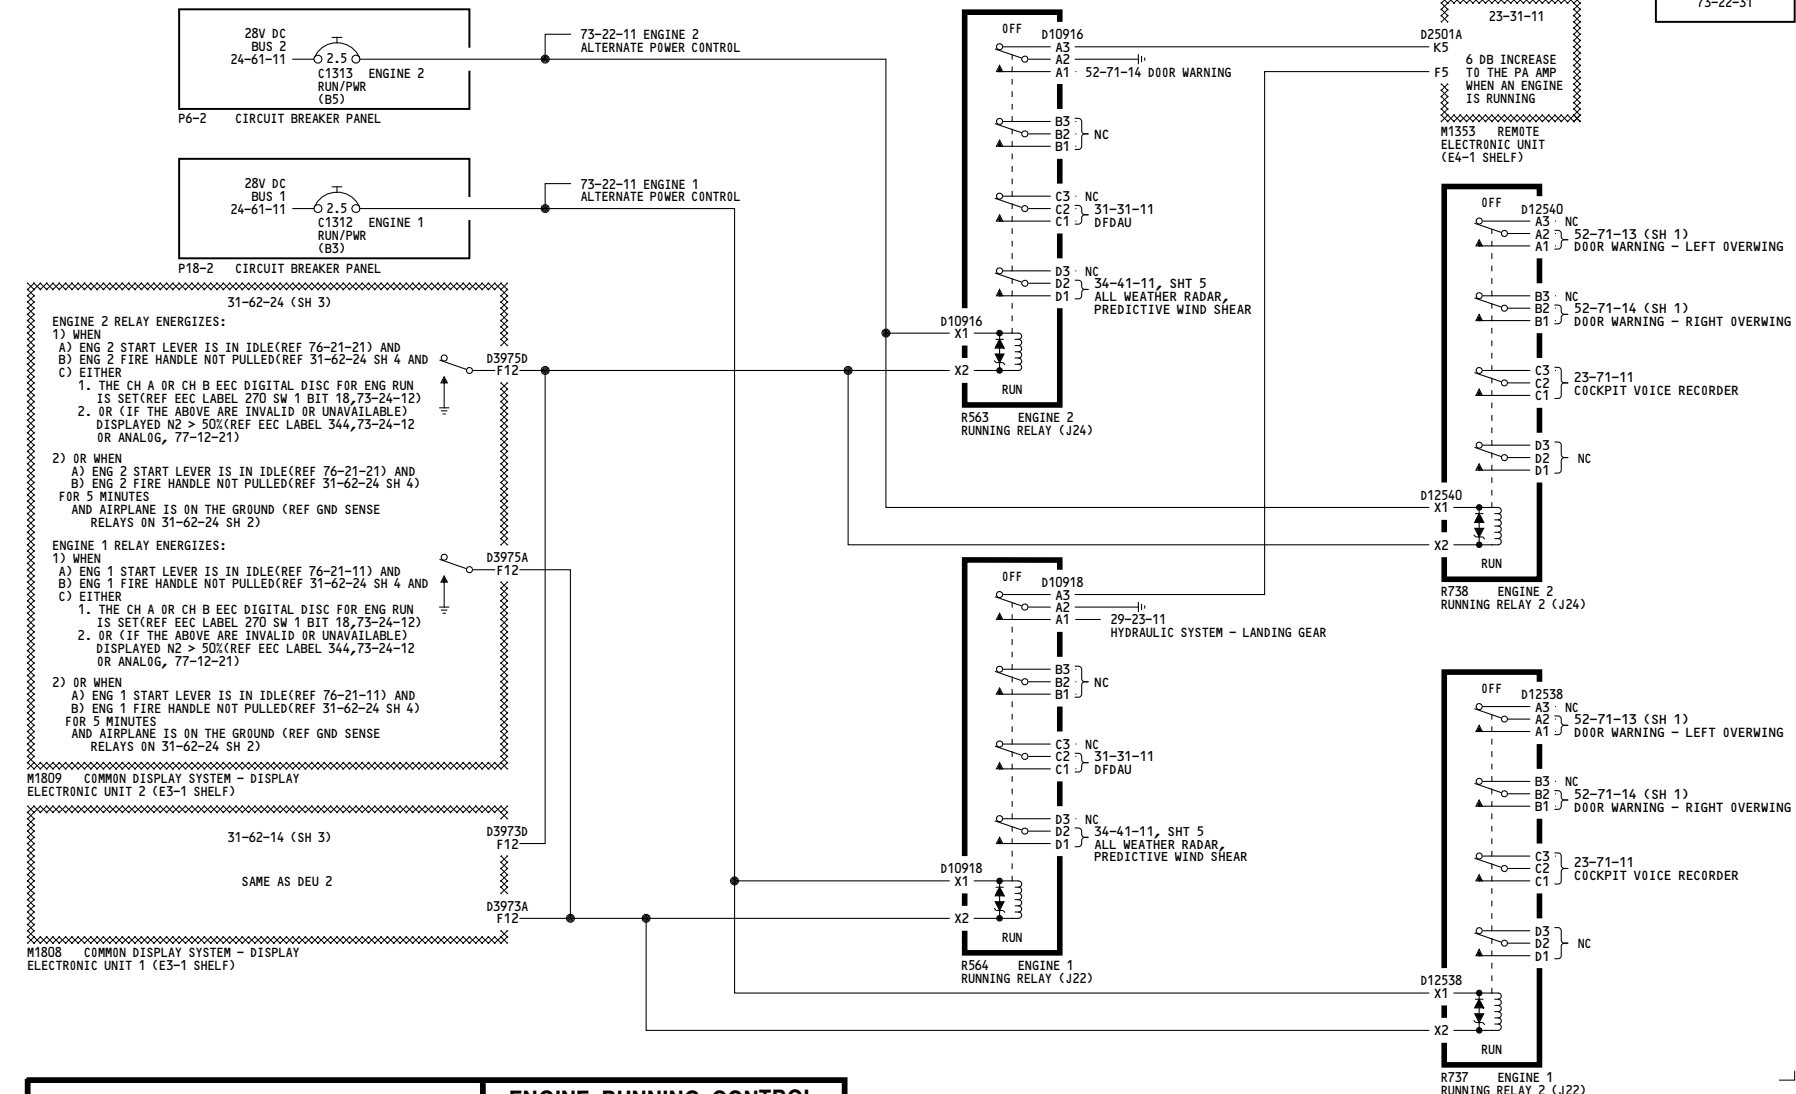 28V DC
BUS 2
24-61-11
2.5
C1313 ENGINE 2
RUN/PWR
(B5)
P6-2 CIRCUIT BREAKER PANEL
73-22-11 ENGINE 2
ALTERNATE POWER CONTROL
28V DC
BUS 1
24-61-11
2.5
C1312 ENGINE 1
RUN/PWR
(B3)
P18-2 CIRCUIT BREAKER PANEL
73-22-11 ENGINE 1
ALTERNATE POWER CONTROL
31-62-24 (SH 3)
ENGINE 2 RELAY ENERGIZES:
1) WHEN
A) ENG 2 START LEVER IS IN IDLE(REF 76-21-21) AND
B) ENG 2 FIRE HANDLE NOT PULLED(REF 31-62-24 SH 4 AND
C) EITHER
1. THE CH A OR CH B EEC DIGITAL DISC FOR ENG RUN
IS SET(REF EEC LABEL 270 SW 1 BIT 18,73-24-12)
2. OR (IF THE ABOVE ARE INVALID OR UNAVAILABLE)
DISPLAYED N2 > 50%(REF EEC LABEL 344,73-24-12
OR ANALOG, 77-12-21)
2) OR WHEN
A) ENG 2 START LEVER IS IN IDLE(REF 76-21-21) AND
B) ENG 2 FIRE HANDLE NOT PULLED(REF 31-62-24 SH 4)
FOR 5 MINUTES
AND AIRPLANE IS ON THE GROUND (REF GND SENSE
RELAYS ON 31-62-24 SH 2)
ENGINE 1 RELAY ENERGIZES:
1) WHEN
A) ENG 1 START LEVER IS IN IDLE(REF 76-21-11) AND
B) ENG 1 FIRE HANDLE NOT PULLED(REF 31-62-24 SH 4 AND
C) EITHER
1. THE CH A OR CH B EEC DIGITAL DISC FOR ENG RUN
IS SET(REF EEC LABEL 270 SW 1 BIT 18,73-24-12)
2. OR (IF THE ABOVE ARE INVALID OR UNAVAILABLE)
DISPLAYED N2 > 50%(REF EEC LABEL 344,73-24-12
OR ANALOG, 77-12-21)
2) OR WHEN
A) ENG 1 START LEVER IS IN IDLE(REF 76-21-11) AND
B) ENG 1 FIRE HANDLE NOT PULLED(REF 31-62-24 SH 4)
FOR 5 MINUTES
AND AIRPLANE IS ON THE GROUND (REF GND SENSE
RELAYS ON 31-62-24 SH 2)
D3975D
F12
D3975A
F12
M1809 COMMON DISPLAY SYSTEM - DISPLAY
ELECTRONIC UNIT 2 (E3-1 SHELF)
31-62-14 (SH 3)
SAME AS DEU 2
D3973D
F12
D3973A
F12
M1808 COMMON DISPLAY SYSTEM - DISPLAY
ELECTRONIC UNIT 1 (E3-1 SHELF)
OFF
D10916
A3
A2
A1 52-71-14 DOOR WARNING
B3
B2 NC
B1
C3 NC
C2 31-31-11
C1 DFDAU
D3 NC
D2 34-41-11, SHT 5
D1 ALL WEATHER RADAR,
PREDICTIVE WIND SHEAR
D10916
X1
X2
RUN
R563 ENGINE 2
RUNNING RELAY (J24)
OFF
D10918
A3
A2
A1 29-23-11
HYDRAULIC SYSTEM - LANDING GEAR
B3
B2 NC
B1
C3 NC
C2 31-31-11
C1 DFDAU
D3 NC
D2 34-41-11, SHT 5
D1 ALL WEATHER RADAR,
PREDICTIVE WIND SHEAR
D10918
X1
X2
RUN
R564 ENGINE 1
RUNNING RELAY (J22)
73-22-31
23-31-11
D2501A
K5
F5
6 DB INCREASE
TO THE PA AMP
WHEN AN ENGINE
IS RUNNING
M1353 REMOTE
ELECTRONIC UNIT
(E4-1 SHELF)
OFF
D12540
A3 NC
A2 52-71-13 (SH 1)
A1 DOOR WARNING - LEFT OVERWING
B3 NC
B2 52-71-14 (SH 1)
B1 DOOR WARNING - RIGHT OVERWING
C3
C2 23-71-11
C1 COCKPIT VOICE RECORDER
D3
D2 NC
D1
D12540
X1
X2
RUN
R738 ENGINE 2
RUNNING RELAY 2 (J24)
OFF
D12538
A3 NC
A2 52-71-13 (SH 1)
A1 DOOR WARNING - LEFT OVERWING
B3 NC
B2 52-71-14 (SH 1)
B1 DOOR WARNING - RIGHT OVERWING
C3
C2 23-71-11
C1 COCKPIT VOICE RECORDER
D3
D2 NC
D1
D12538
X1
X2
RUN
R737 ENGINE 1
RUNNING RELAY 2 (J22)
ENGINE RUNNING CONTROL